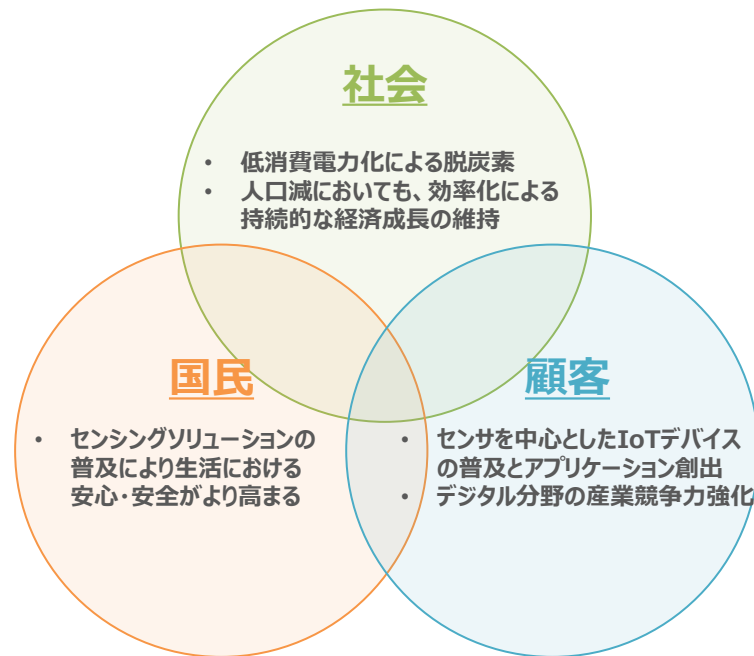 社会
• 低消費電力化による脱炭素
• 人口減においても、効率化による
持続的な経済成長の維持
国民
• センシングソリューションの
普及により生活における
安心・安全がより高まる
顧客
• センサを中心としたIoTデバイス
の普及とアプリケーション創出
• デジタル分野の産業競争力強化